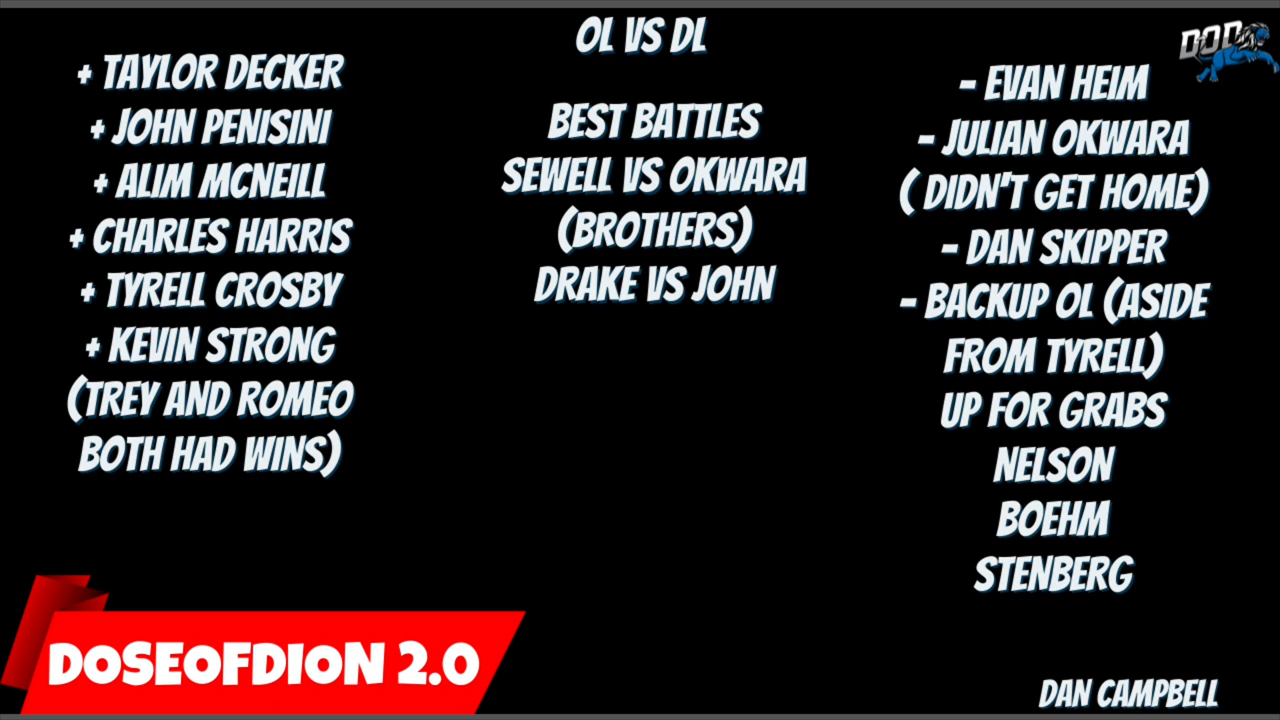 OL VS DL
+ TAYLOR DECKER
+ JOHN PENISINI
+ ALIM MCNEILL
+ CHARLES HARRIS
+ TYRELL CROSBY
+ KEVIN STRONG
(TREY AND ROMEO
BOTH HAD WINS)
BEST BATTLES
SEWELL VS OKWARA
(BROTHERS)
DRAKE VS JOHN
- EVAN HEIM
- JULIAN OKWARA
( DIDN'T GET HOME)
- DAN SKIPPER
- BACKUP OL (ASIDE
FROM TYRELL)
UP FOR GRABS
NELSON
BOEHM
STENBERG
DOD
DOSEOFDION 2.0
DAN CAMPBELL